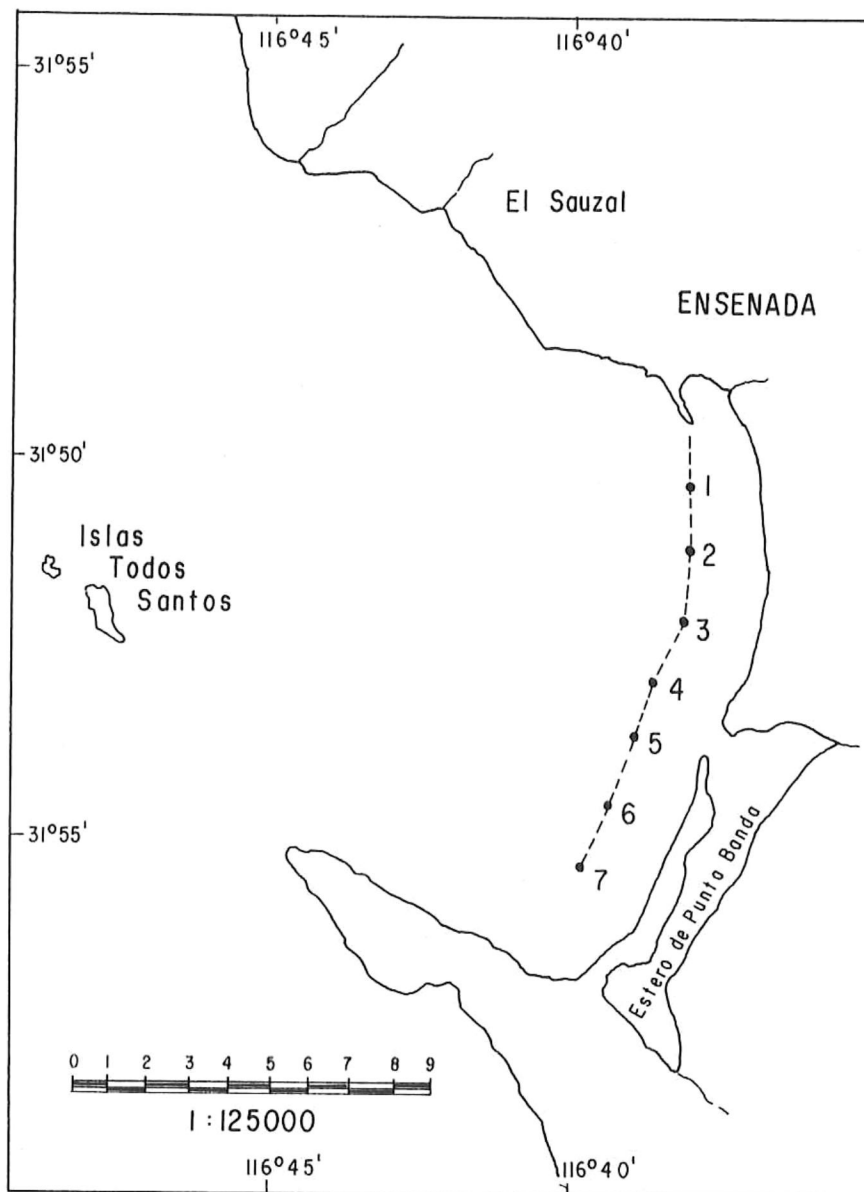 116°45'
116°40'
31°55'
El Sauzal
ENSENADA
31°50'
1
2
Islas
Todos
Santos
3
4
5
6
31°55'
7
Estero de Punta Banda
0 1 2 3 4 5 6 7 8 9
1:125000
116°45'
116°40'